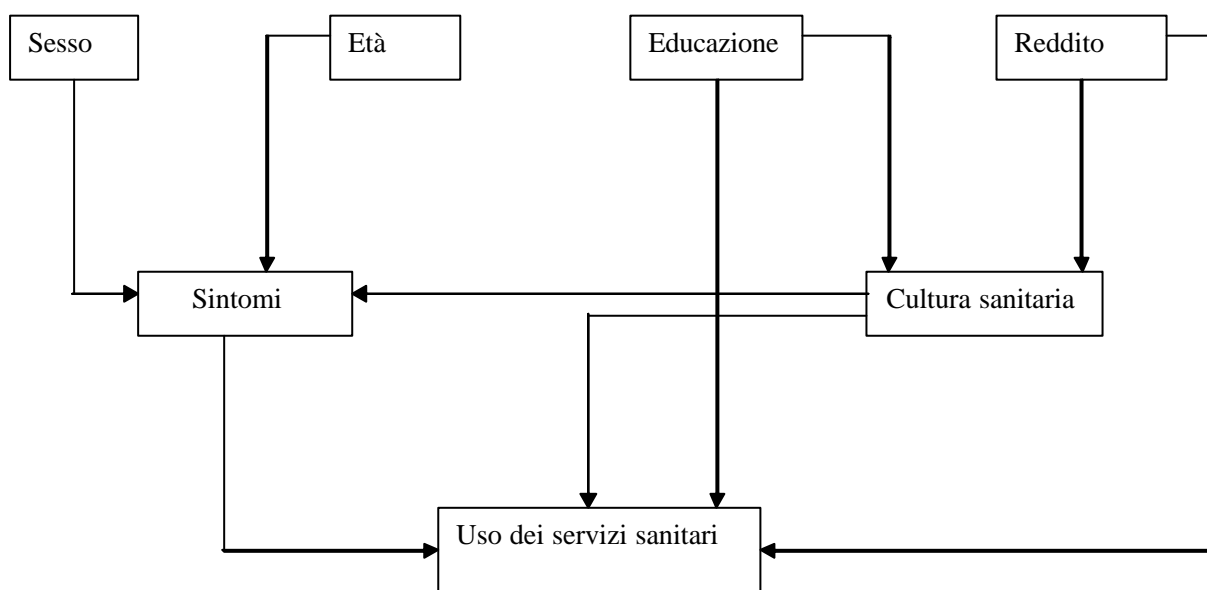 Sesso
Età
Educazione
Reddito
Sintomi
Cultura sanitaria
Uso dei servizi sanitari